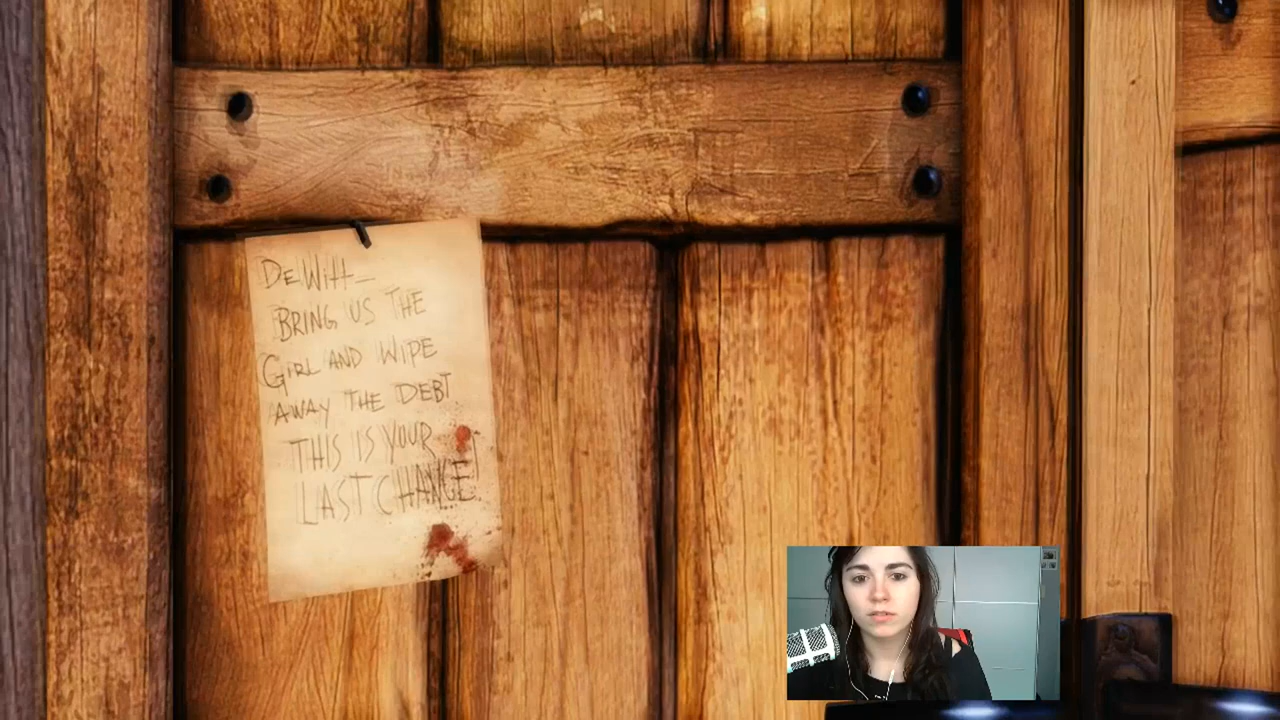 DEWitt—
BRING US THE
GIRL AND WIPE
AWAY THE DEBT
THIS IS YOUR
LAST CHANCE!